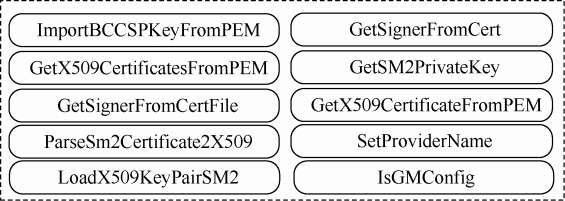 ImportBCCSPKeyFromPEM
GetSignerFromCert
GetX509CertificatesFromPEM
GetSM2PrivateKey
GetSignerFromCertFile
GetX509CertificateFromPEM
ParseSm2Certificate2X509
SetProviderName
LoadX509KeyPairSM2
IsGMConfig